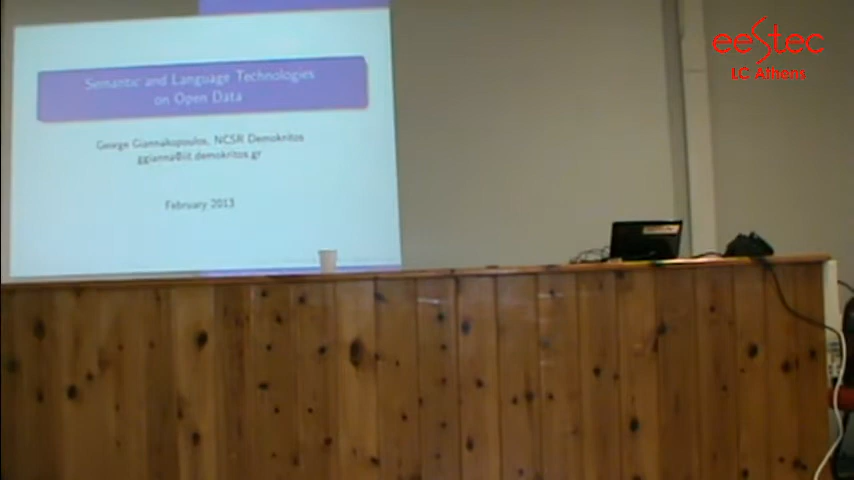 Semantic and Language Technologies
on Open Data
George Giannakopoulos, NCSR Demokritos
ggianna@iit.demokritos.gr
February 2013
eestec
LC Athens